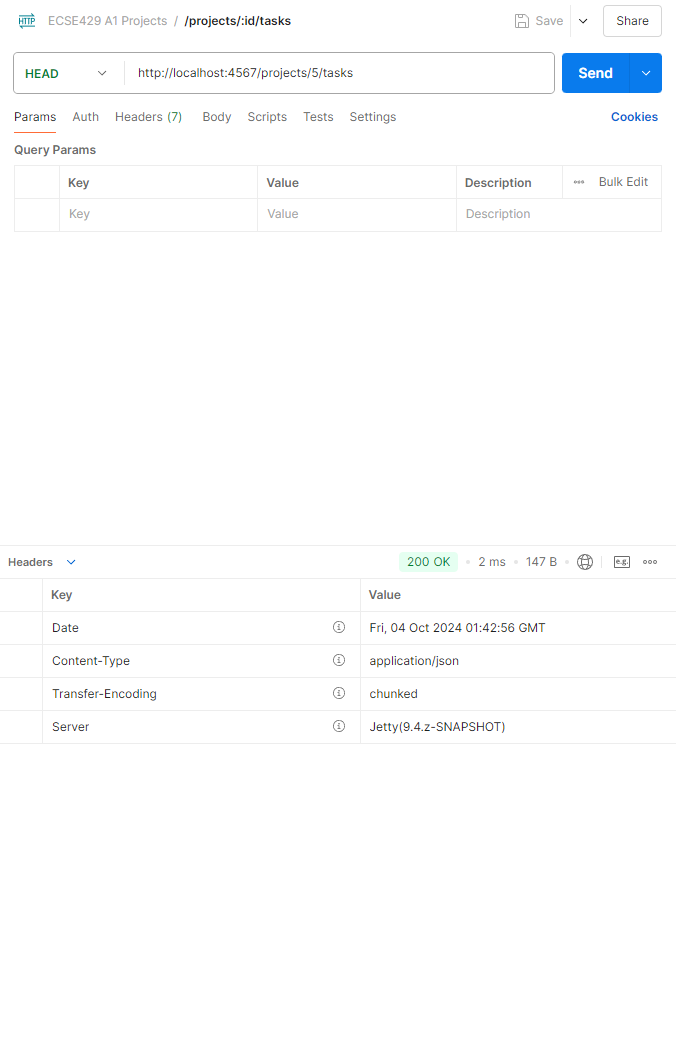 HTTP ECSE429 A1 Projects / /projects/:id/tasks Save Share
HEAD http://localhost:4567/projects/5/tasks Send
Params Auth Headers (7) Body Scripts Tests Settings Cookies
Query Params
Key Value Description Bulk Edit
Key Value Description
Headers 200 OK 2 ms 147 B e.g.
Key Value
Date Fri, 04 Oct 2024 01:42:56 GMT
Content-Type application/json
Transfer-Encoding chunked
Server Jetty(9.4.z-SNAPSHOT)